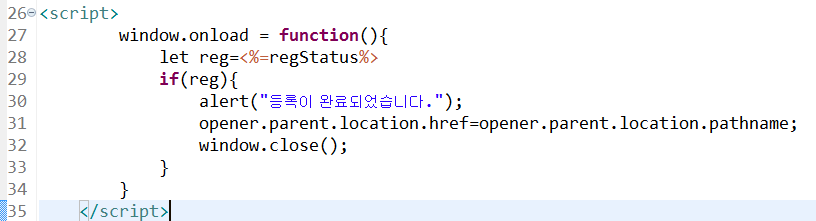 26 <script>
27 window.onload = function(){
28 let reg=<%=regStatus%>
29 if(reg){
30 alert("등록이 완료되었습니다.");
31 opener.parent.location.href=opener.parent.location.pathname;
32 window.close();
33 }
34 }
35 </script>